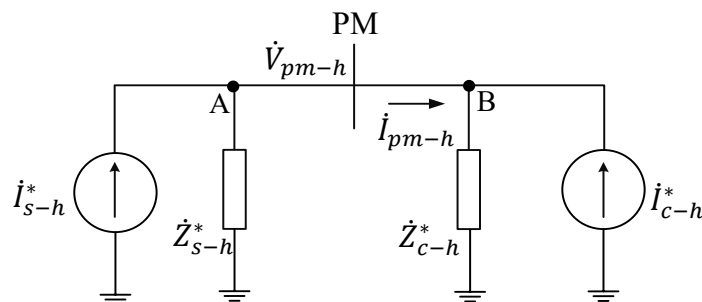 PM
V̇pm−h
A
B
İpm−h
İ*s−h
Ż*s−h
Ż*c−h
İ*c−h